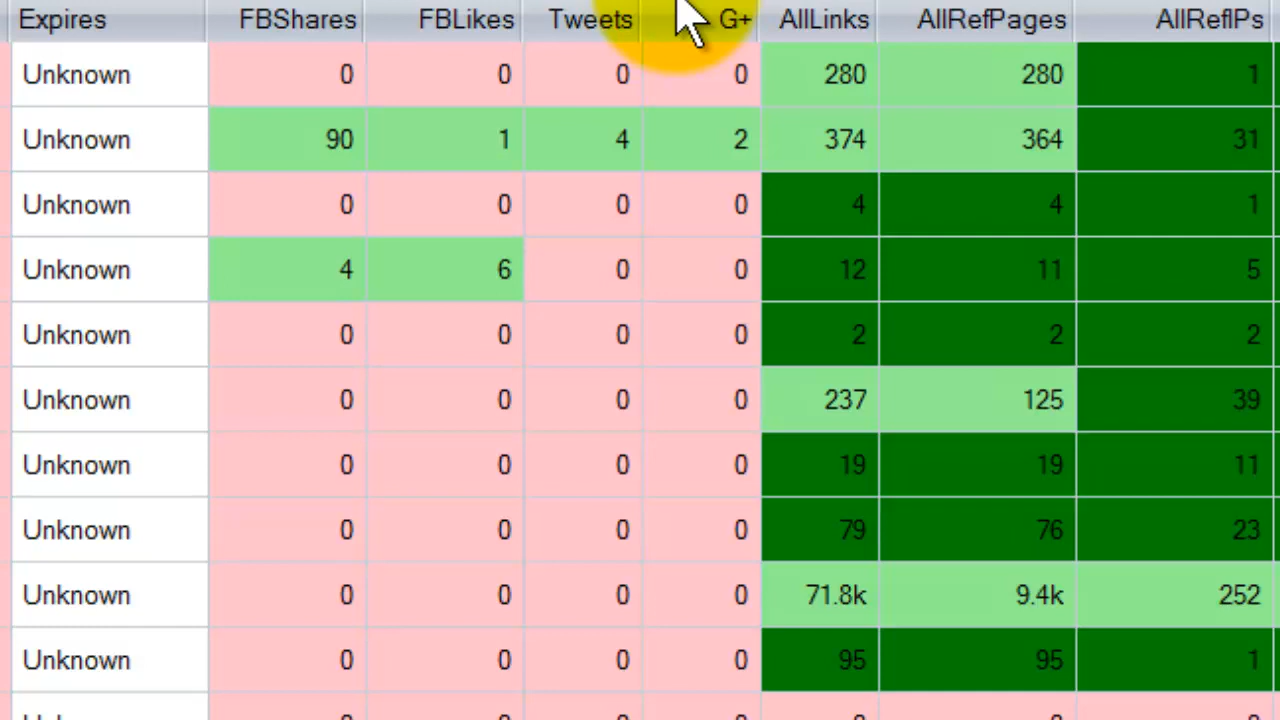 Expires FBShares FBLikes Tweets G+ AllLinks AllRefPages AllRefIPs
Unknown 0 0 0 0 280 280 1
Unknown 90 1 4 2 374 364 31
Unknown 0 0 0 0 4 4 1
Unknown 4 6 0 0 12 11 5
Unknown 0 0 0 0 2 2 2
Unknown 0 0 0 0 237 125 39
Unknown 0 0 0 0 19 19 11
Unknown 0 0 0 0 79 76 23
Unknown 0 0 0 0 71.8k 9.4k 252
Unknown 0 0 0 0 95 95 1